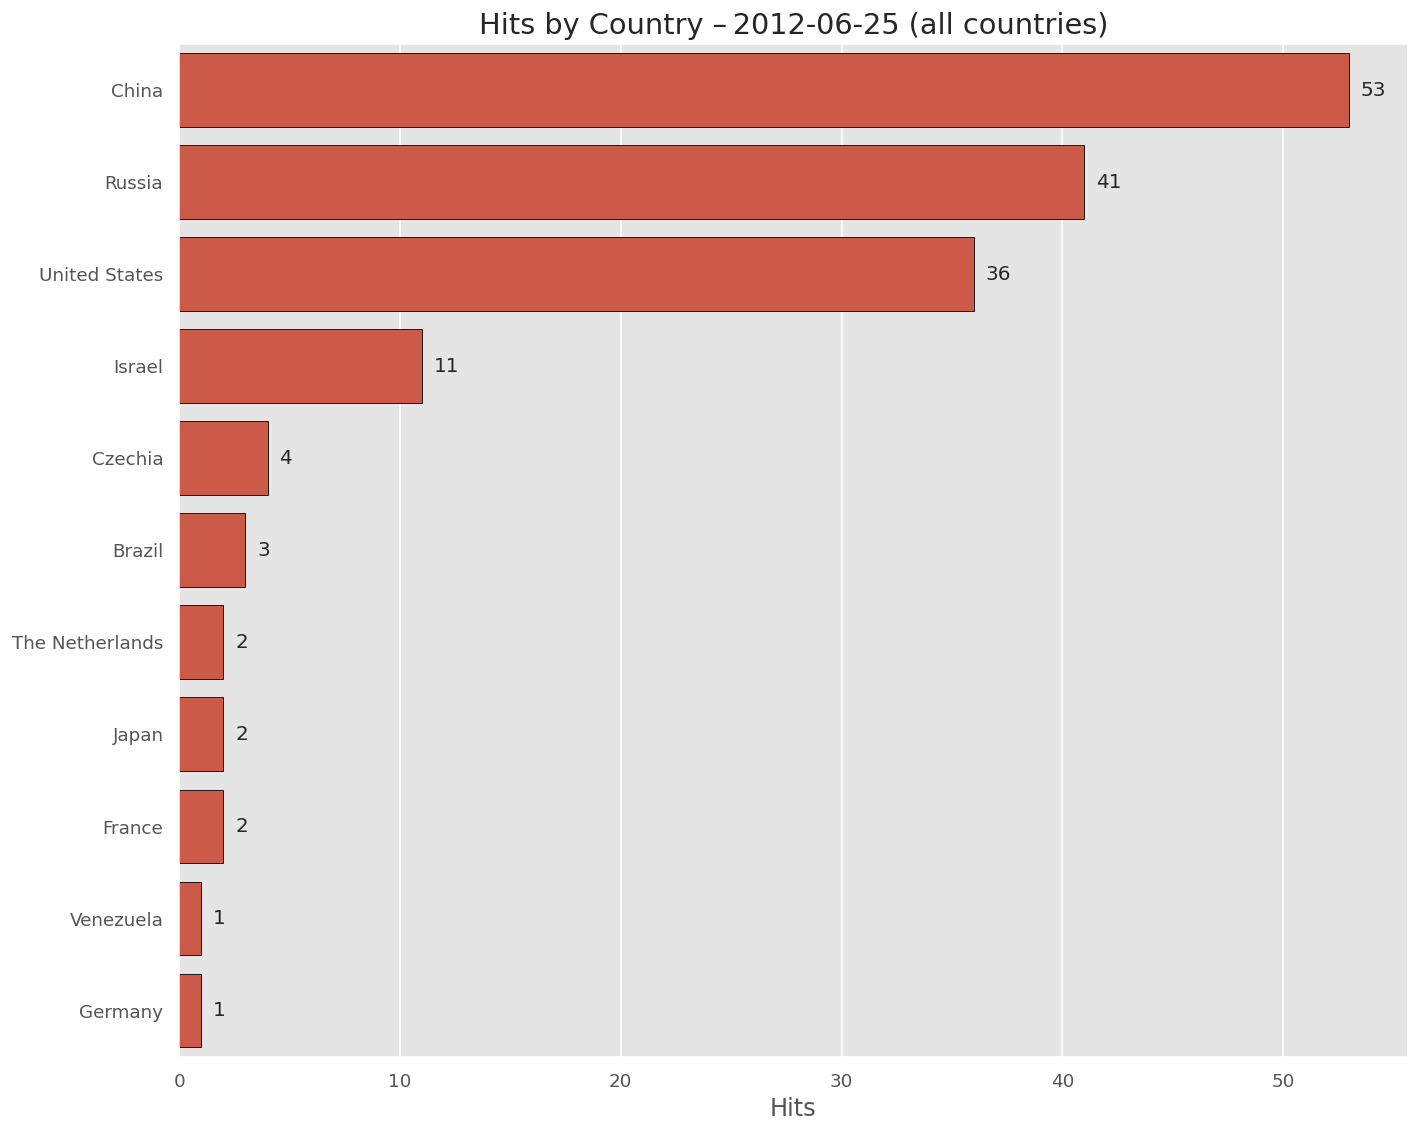 Hits by Country – 2012-06-25 (all countries)
China 53
Russia 41
United States 36
Israel 11
Czechia 4
Brazil 3
The Netherlands 2
Japan 2
France 2
Venezuela 1
Germany 1
0 10 20 30 40 50
Hits